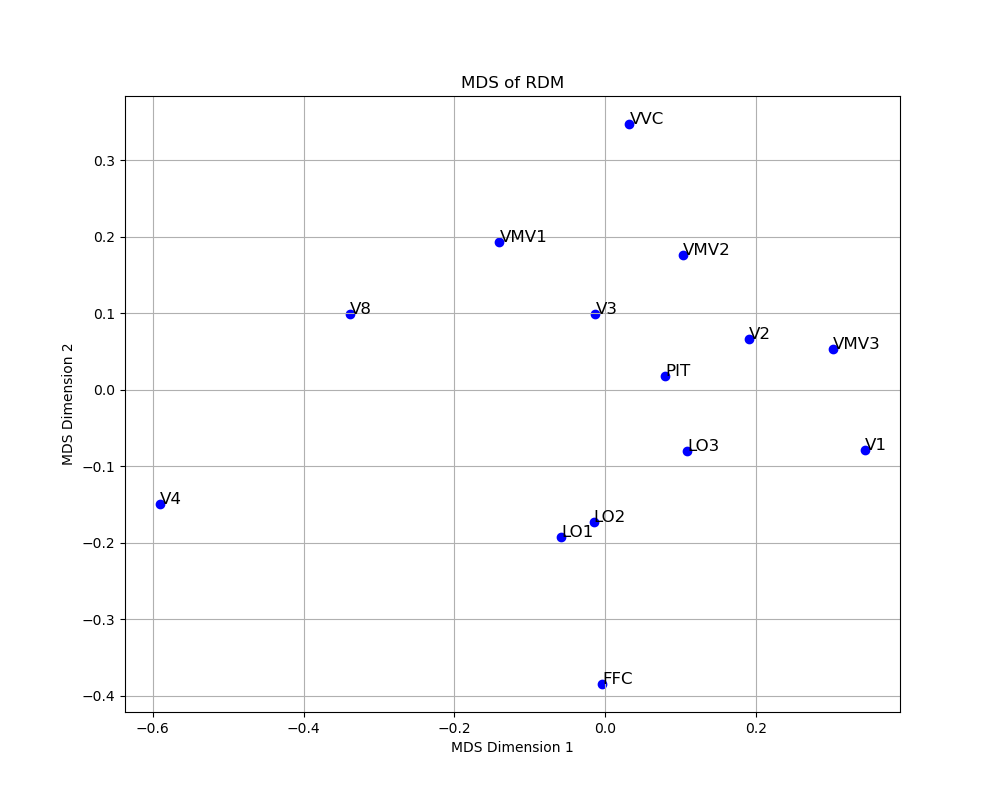 MDS of RDM
VVC
0.3
VMV1
0.2
VMV2
V8
V3
0.1
V2
VMV3
PIT
0.0
MDS Dimension 2
LO3
V1
−0.1
V4
LO2
LO1
−0.2
−0.3
FFC
−0.4
−0.6
−0.4
−0.2
0.0
0.2
MDS Dimension 1